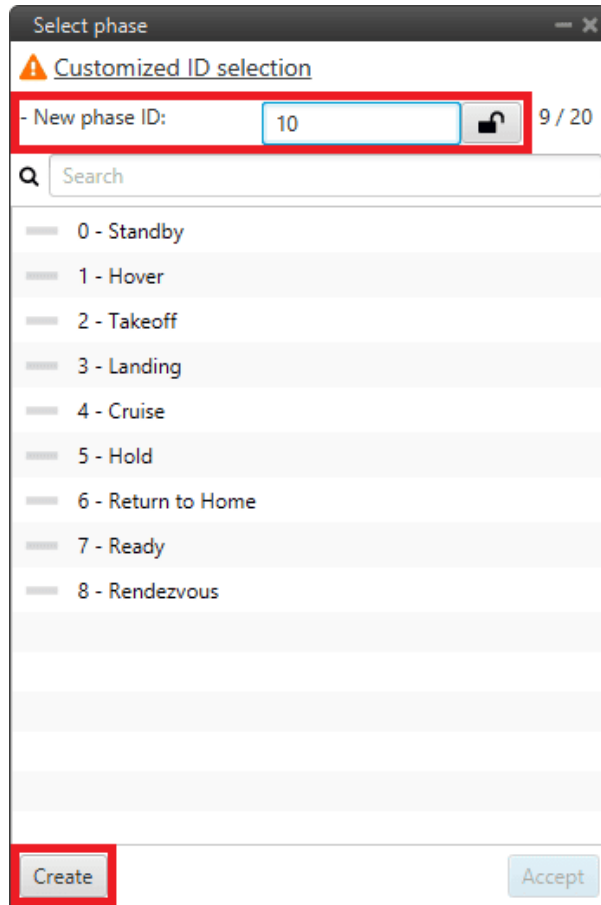 Select phase
Customized ID selection
- New phase ID: 10 9 / 20
Search
0 - Standby
1 - Hover
2 - Takeoff
3 - Landing
4 - Cruise
5 - Hold
6 - Return to Home
7 - Ready
8 - Rendezvous
Create Accept